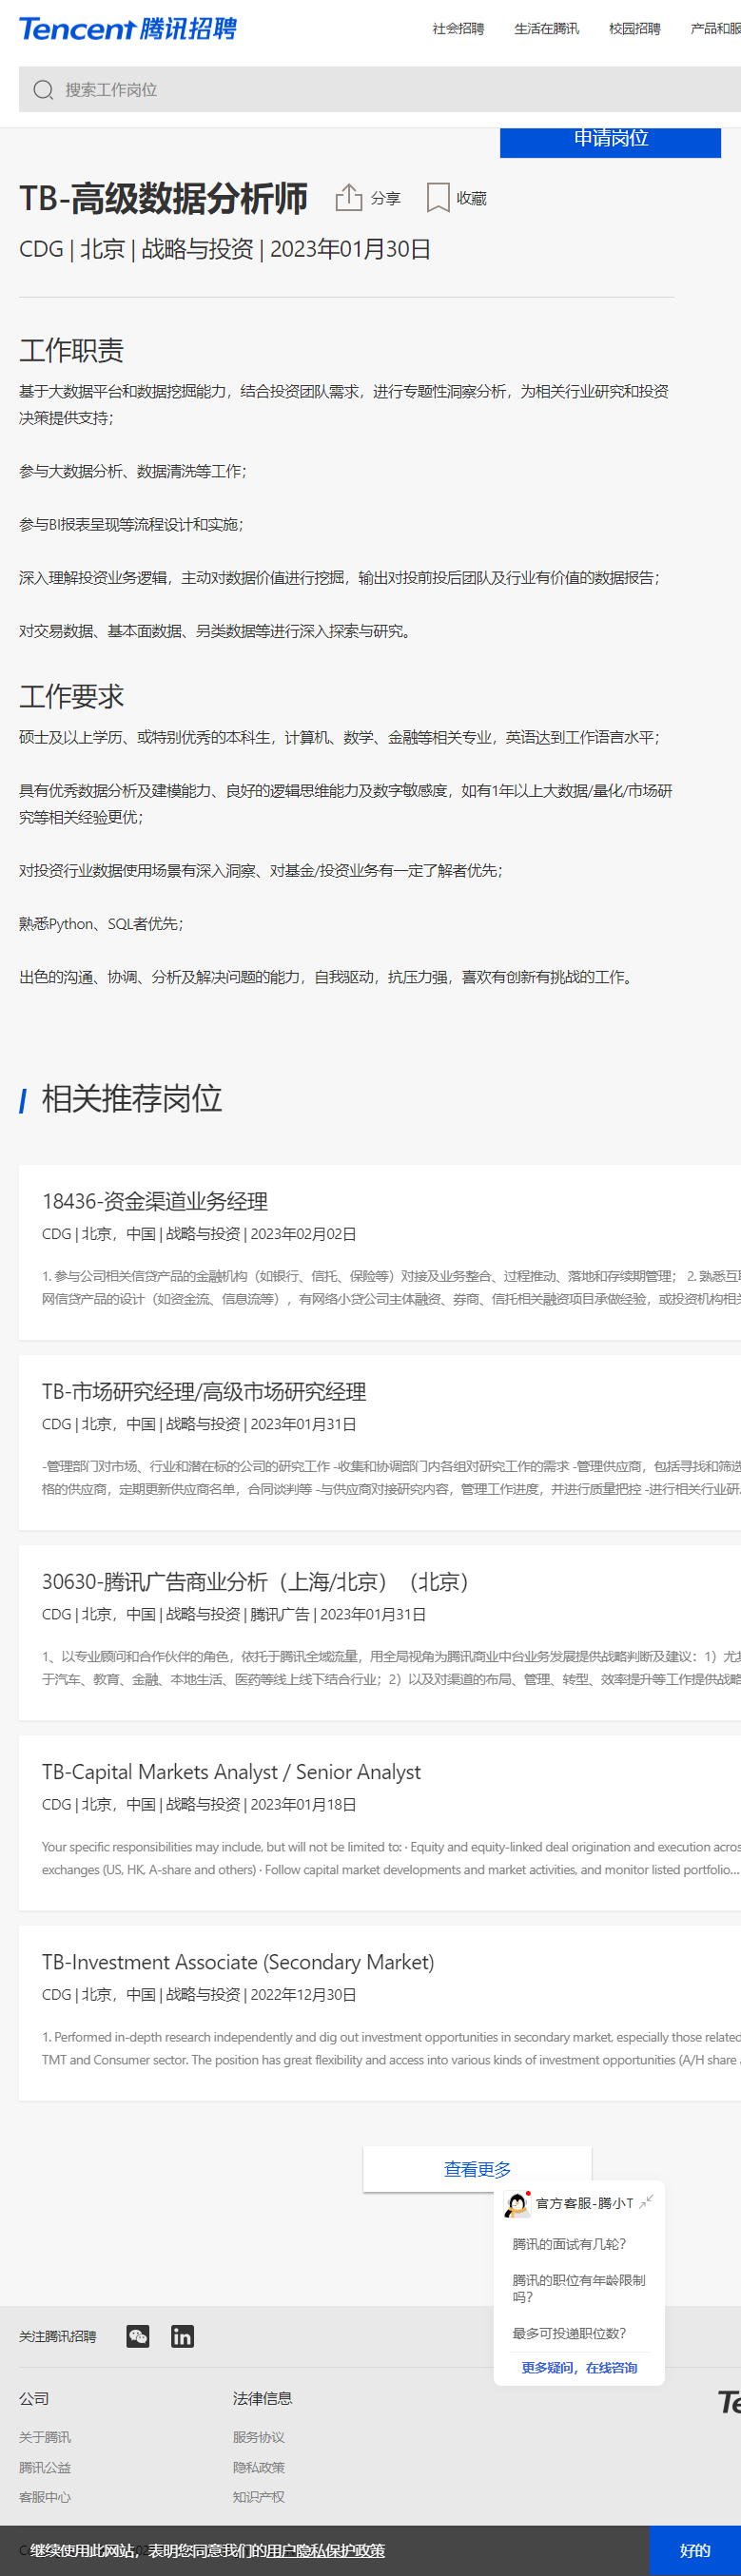 Tencent 腾讯招聘
社会招聘 生活在腾讯 校园招聘 产品和服
搜索工作岗位
申请岗位
TB-高级数据分析师 分享 收藏
CDG | 北京 | 战略与投资 | 2023年01月30日
工作职责
基于大数据平台和数据挖掘能力，结合投资团队需求，进行专题性洞察分析，为相关行业研究和投资
决策提供支持；
参与大数据分析、数据清洗等工作；
参与BI报表呈现等流程设计和实施；
深入理解投资业务逻辑，主动对数据价值进行挖掘，输出对投前投后团队及行业有价值的数据报告；
对交易数据、基本面数据、另类数据等进行深入探索与研究。
工作要求
硕士及以上学历、或特别优秀的本科生，计算机、数学、金融等相关专业，英语达到工作语言水平；
具有优秀数据分析及建模能力、良好的逻辑思维能力及数字敏感度，如有1年以上大数据/量化/市场研
究等相关经验更优；
对投资行业数据使用场景有深入洞察、对基金/投资业务有一定了解者优先；
熟悉Python、SQL者优先；
出色的沟通、协调、分析及解决问题的能力，自我驱动，抗压力强，喜欢有创新有挑战的工作。
相关推荐岗位
18436-资金渠道业务经理
CDG | 北京，中国 | 战略与投资 | 2023年02月02日
1. 参与公司相关信贷产品的金融机构（如银行、信托、保险等）对接及业务整合、过程推动、落地和存续期管理； 2. 熟悉互联
网信贷产品的设计（如资金流、信息流等），有网络小贷公司主体融资、券商、信托相关融资项目承做经验，或投资机构相关
TB-市场研究经理/高级市场研究经理
CDG | 北京，中国 | 战略与投资 | 2023年01月31日
-管理部门对市场、行业和潜在标的公司的研究工作 -收集和协调部门内各组对研究工作的需求 -管理供应商，包括寻找和筛选
格的供应商，定期更新供应商名单，合同谈判等 -与供应商对接研究内容，管理工作进度，并进行质量把控 -进行相关行业研...
30630-腾讯广告商业分析（上海/北京）（北京）
CDG | 北京，中国 | 战略与投资 | 腾讯广告 | 2023年01月31日
1、以专业顾问和合作伙伴的角色，依托于腾讯全域流量，用全局视角为腾讯商业中台业务发展提供战略判断及建议：1）尤其
于汽车、教育、金融、本地生活、医药等线上线下结合行业；2）以及对渠道的布局、管理、转型、效率提升等工作提供战略
TB-Capital Markets Analyst / Senior Analyst
CDG | 北京，中国 | 战略与投资 | 2023年01月18日
Your specific responsibilities may include, but will not be limited to: · Equity and equity-linked deal origination and execution acros
exchanges (US, HK, A-share and others) · Follow capital market developments and market activities, and monitor listed portfolio...
TB-Investment Associate (Secondary Market)
CDG | 北京，中国 | 战略与投资 | 2022年12月30日
1. Performed in-depth research independently and dig out investment opportunities in secondary market, especially those related
TMT and Consumer sector. The position has great flexibility and access into various kinds of investment opportunities (A/H share
查看更多
官方客服-腾小T
腾讯的面试有几轮？
腾讯的职位有年龄限制
吗？
最多可投递职位数？
更多疑问，在线咨询
关注腾讯招聘
公司 法律信息 Te
关于腾讯 服务协议
腾讯公益 隐私政策
客服中心 知识产权
继续使用此网站，表明您同意我们的用户隐私保护政策 好的